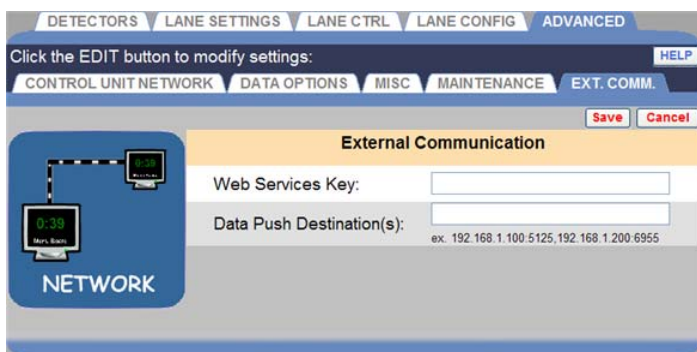 DETECTORS LANE SETTINGS LANE CTRL LANE CONFIG ADVANCED
Click the EDIT button to modify settings: HELP
CONTROL UNIT NETWORK DATA OPTIONS MISC MAINTENANCE EXT. COMM.
Save Cancel
External Communication
Web Services Key:
Data Push Destination(s):
ex. 192.168.1.100:5125,192.168.1.200:6955
0:39
0:39
NETWORK